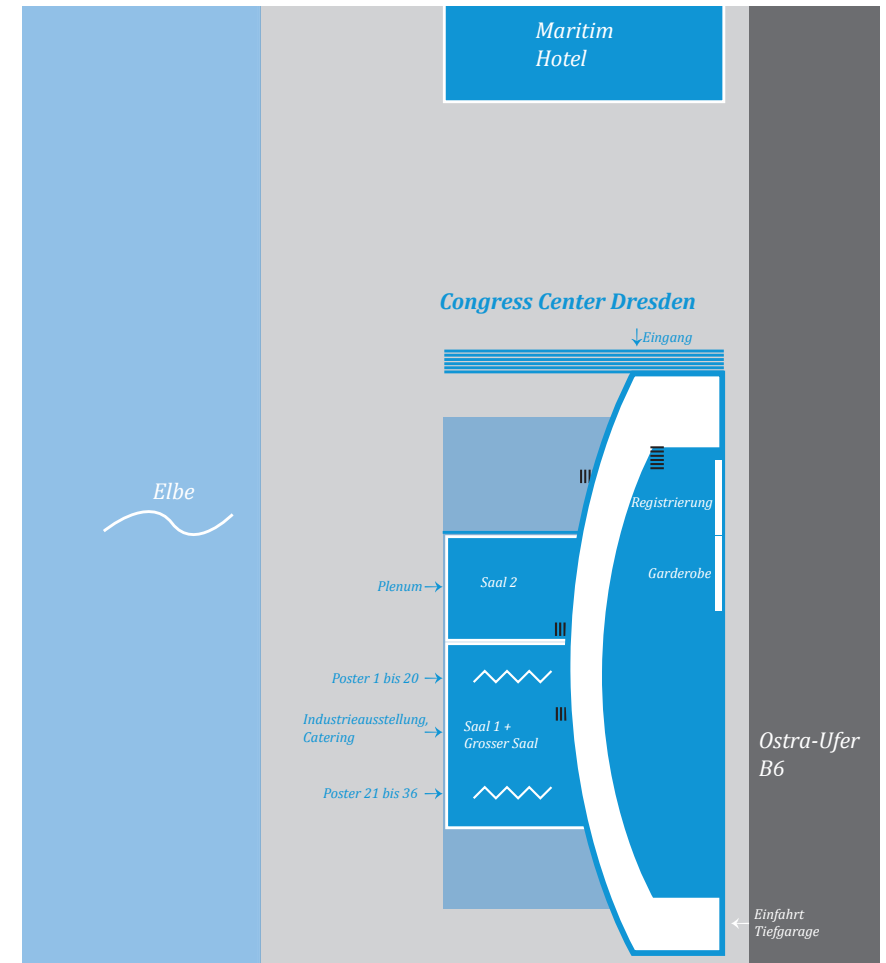 Maritim
Hotel
Congress Center Dresden
Eingang
Elbe
Registrierung
Garderobe
Plenum
Saal 2
Poster 1 bis 20
Industrieausstellung,
Catering
Saal 1 +
Grosser Saal
Poster 21 bis 36
Ostra-Ufer
B6
Einfahrt
Tiefgarage